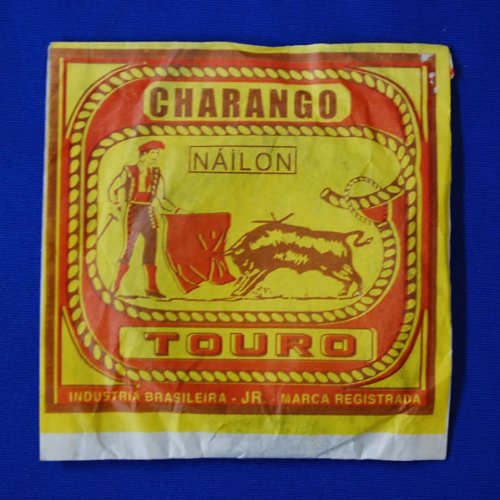 CHARANGO
NÁILON
TOURO
INDUSTRIA BRASILEIRA - JR. - MARCA REGISTRADA